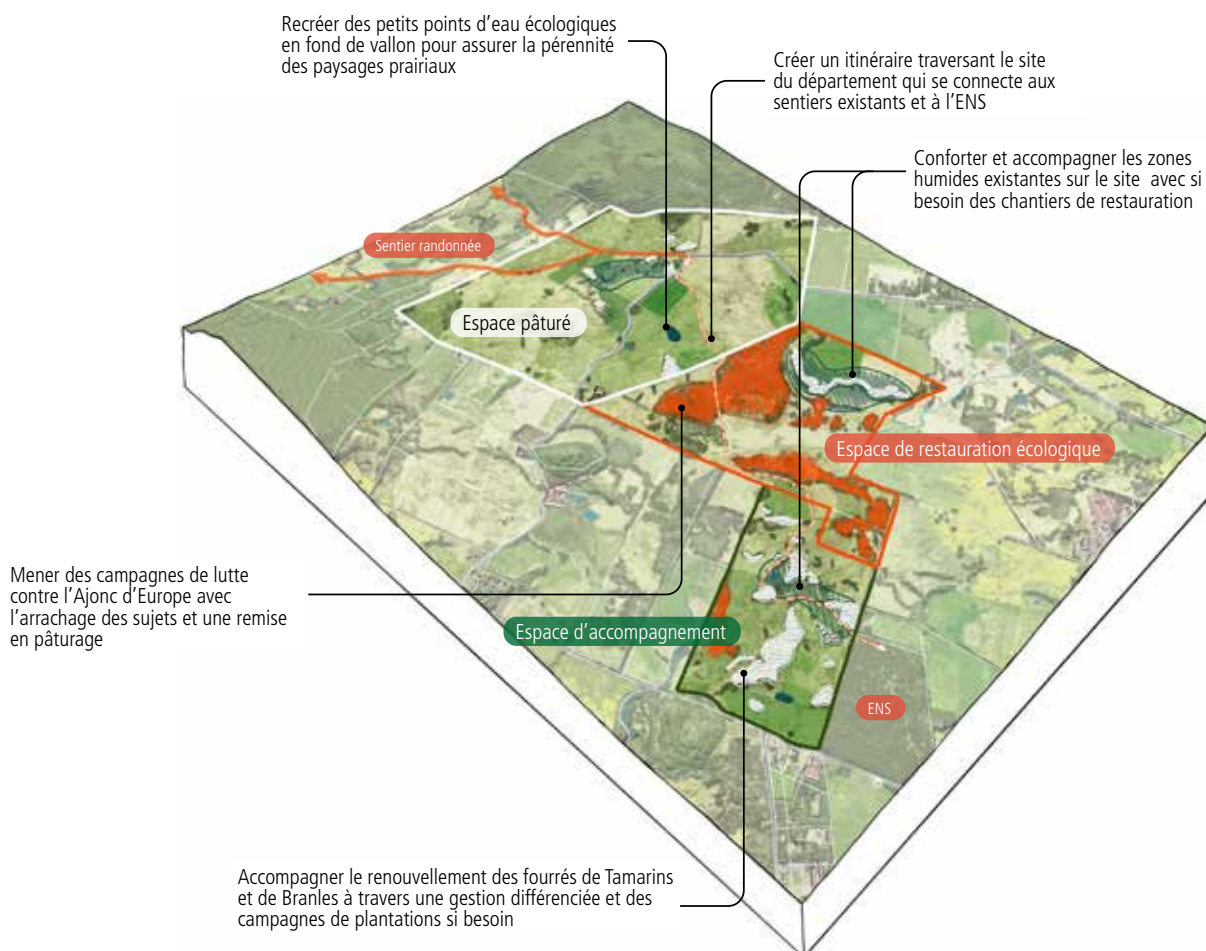 Recréer des petits points d'eau écologiques
en fond de vallon pour assurer la pérennité
des paysages prairiaux
Créer un itinéraire traversant le site
du département qui se connecte aux
sentiers existants et à l'ENS
Conforter et accompagner les zones
humides existantes sur le site avec si
besoin des chantiers de restauration
Sentier randonnée
Espace pâturé
Espace de restauration écologique
Mener des campagnes de lutte
contre l'Ajonc d'Europe avec
l'arrachage des sujets et une remise
en pâturage
Espace d'accompagnement
ENS
Accompagner le renouvellement des fourrés de Tamarins
et de Branles à travers une gestion différenciée et des
campagnes de plantations si besoin